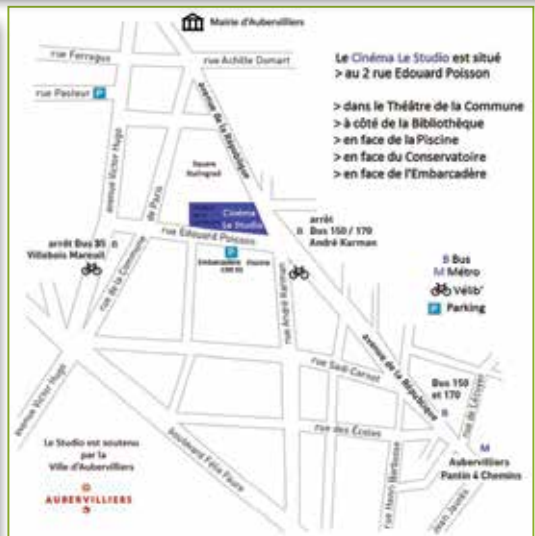 Mairie d'Aubervilliers
rue Ferragus
rue Achille Domart
Le Cinéma Le Studio est situé
> au 2 rue Edouard Poisson
> dans le Théâtre de la Commune
> à côté de la Bibliothèque
> en face de la Piscine
> en face du Conservatoire
> en face de l'Embarcadère
rue Pasteur P
avenue de la République
avenue Victor Hugo
Square
Stalingrad
de Paris
Cinéma
Le Studio
rue Edouard Poisson
arrêt
B Bus 150 / 170
André Karman
arrêt Bus 35 B
Villebois Mareuil
P
Embarcadère Piscine
rue de la Commune
rue André Karman
B Bus
M Métro
Vélib'
P Parking
avenue de la République
rue Sadi Carnot
Bus 150
et 170
B
rue de l'Écuyer
avenue Victor Hugo
rue des Écoles
M
Aubervilliers
Pantin 4 Chemins
Le Studio est soutenu
par la
Ville d'Aubervilliers
AUBERVILLIERS
boulevard Félix Faure
rue Henri Barbusse
Jean Jaurès